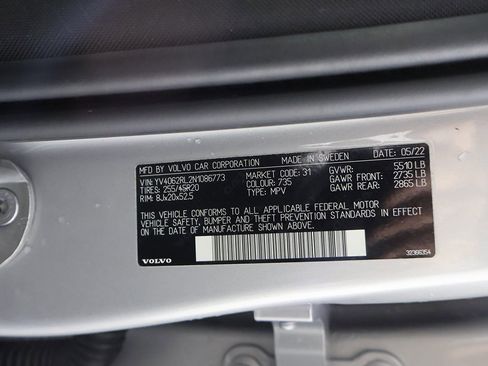 MFD BY VOLVO CAR CORPORATION MADE IN SWEDEN DATE: 05/22
VIN: YV4062RL2N1086773 MARKET CODE: 31 GVWR: 5510 LB
TIRES: 255/45R20 COLOUR: 735 GAWR FRONT: 2735 LB
RIM: 8Jx20x52.5 TYPE: MPV GAWR REAR: 2865 LB
THIS VEHICLE CONFORMS TO ALL APPLICABLE FEDERAL MOTOR
VEHICLE SAFETY, BUMPER, AND THEFT PREVENTION STANDARDS IN EFFECT
ON THE DATE OF MANUFACTURE SHOWN ABOVE.
VOLVO 32366354